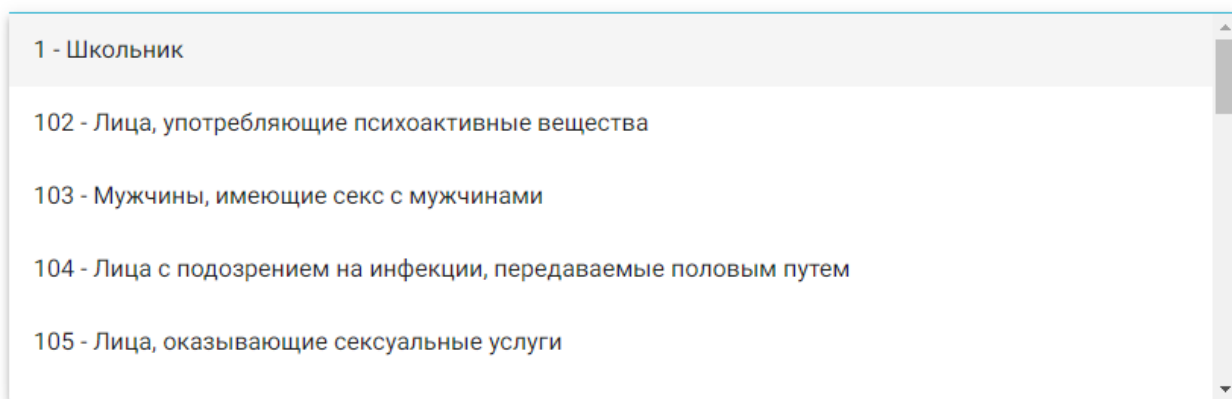 1 - Школьник
102 - Лица, употребляющие психоактивные вещества
103 - Мужчины, имеющие секс с мужчинами
104 - Лица с подозрением на инфекции, передаваемые половым путем
105 - Лица, оказывающие сексуальные услуги